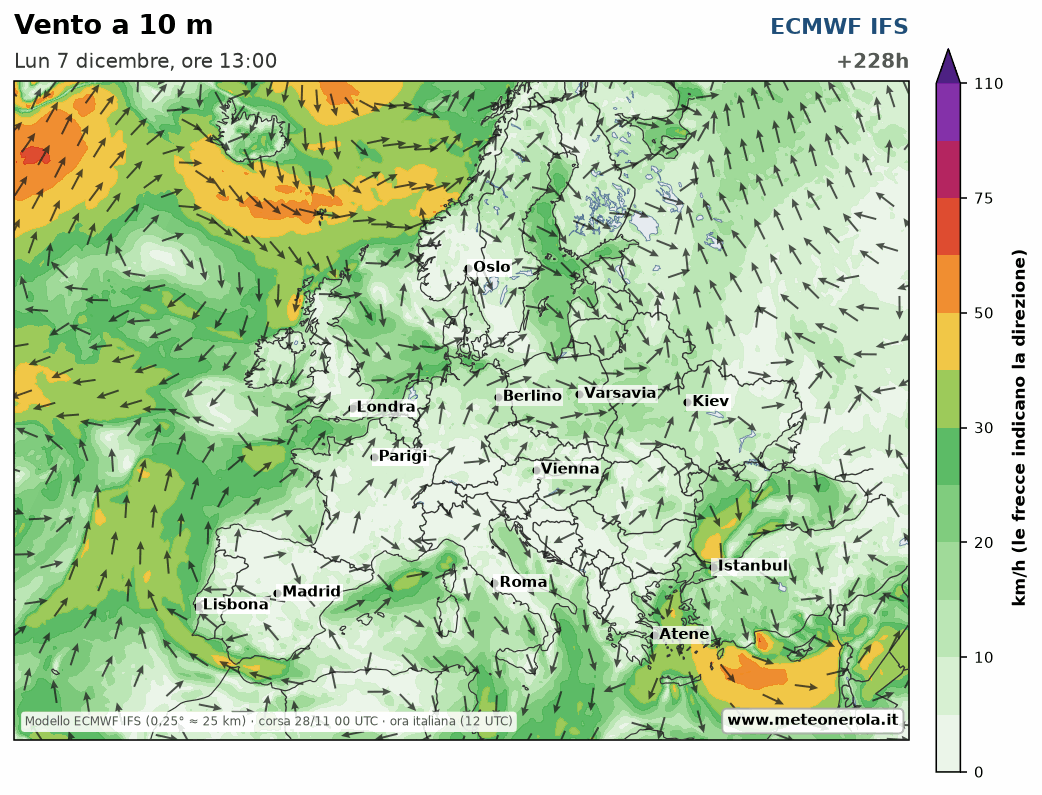 Vento a 10 m
ECMWF IFS
Lun 7 dicembre, ore 13:00
+228h
110
75
50
30
20
10
0
km/h (le frecce indicano la direzione)
Oslo
Londra
Berlino
Varsavia
Kiev
Parigi
Vienna
Istanbul
Roma
Madrid
Lisbona
Atene
Modello ECMWF IFS (0,25° ≈ 25 km) · corsa 28/11 00 UTC · ora italiana (12 UTC)
www.meteonerola.it